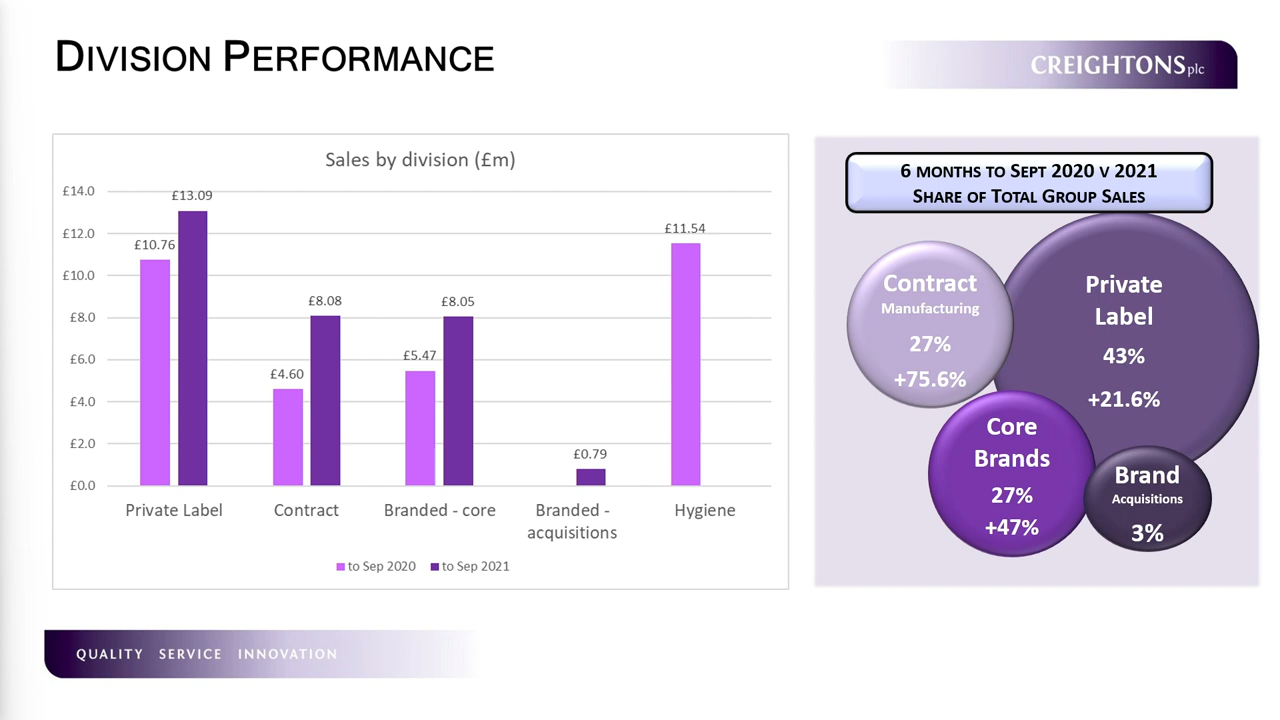 DIVISION PERFORMANCE
CREIGHTONS plc
Sales by division (£m)
£14.0
£12.0
£10.0
£8.0
£6.0
£4.0
£2.0
£0.0
£10.76
£13.09
£4.60
£8.08
£5.47
£8.05
£0.79
£11.54
Private Label
Contract
Branded - core
Branded -
acquisitions
Hygiene
to Sep 2020
to Sep 2021
6 MONTHS TO SEPT 2020 V 2021
SHARE OF TOTAL GROUP SALES
Contract
Manufacturing
27%
+75.6%
Private
Label
43%
+21.6%
Core
Brands
27%
+47%
Brand
Acquisitions
3%
QUALITY SERVICE INNOVATION